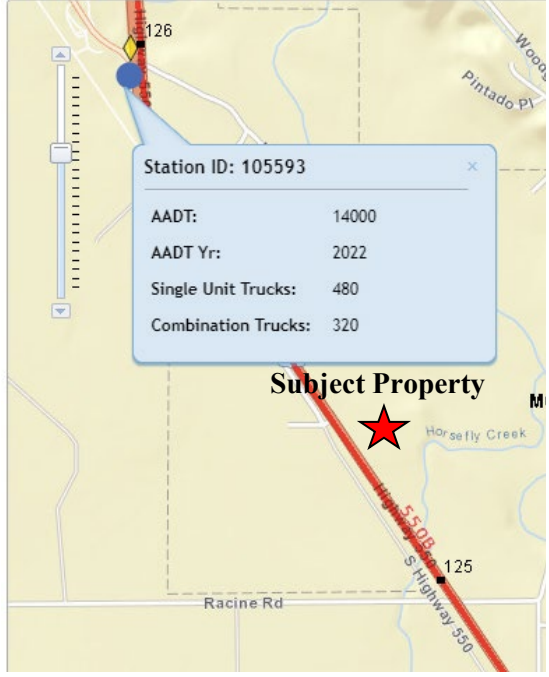 126
Woodg
Pintado Pl
Station ID: 105593 ×
AADT: 14000
AADT Yr: 2022
Single Unit Trucks: 480
Combination Trucks: 320
Subject Property
Horsefly Creek
Highway 550
550B
125
S Highway 550
Racine Rd